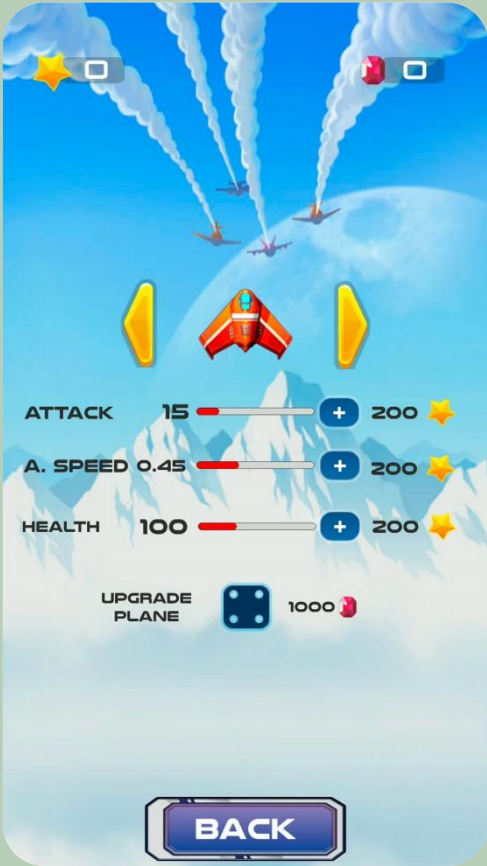 0 0
ATTACK 15 + 200
A. SPEED 0.45 + 200
HEALTH 100 + 200
UPGRADE
PLANE
1000
BACK